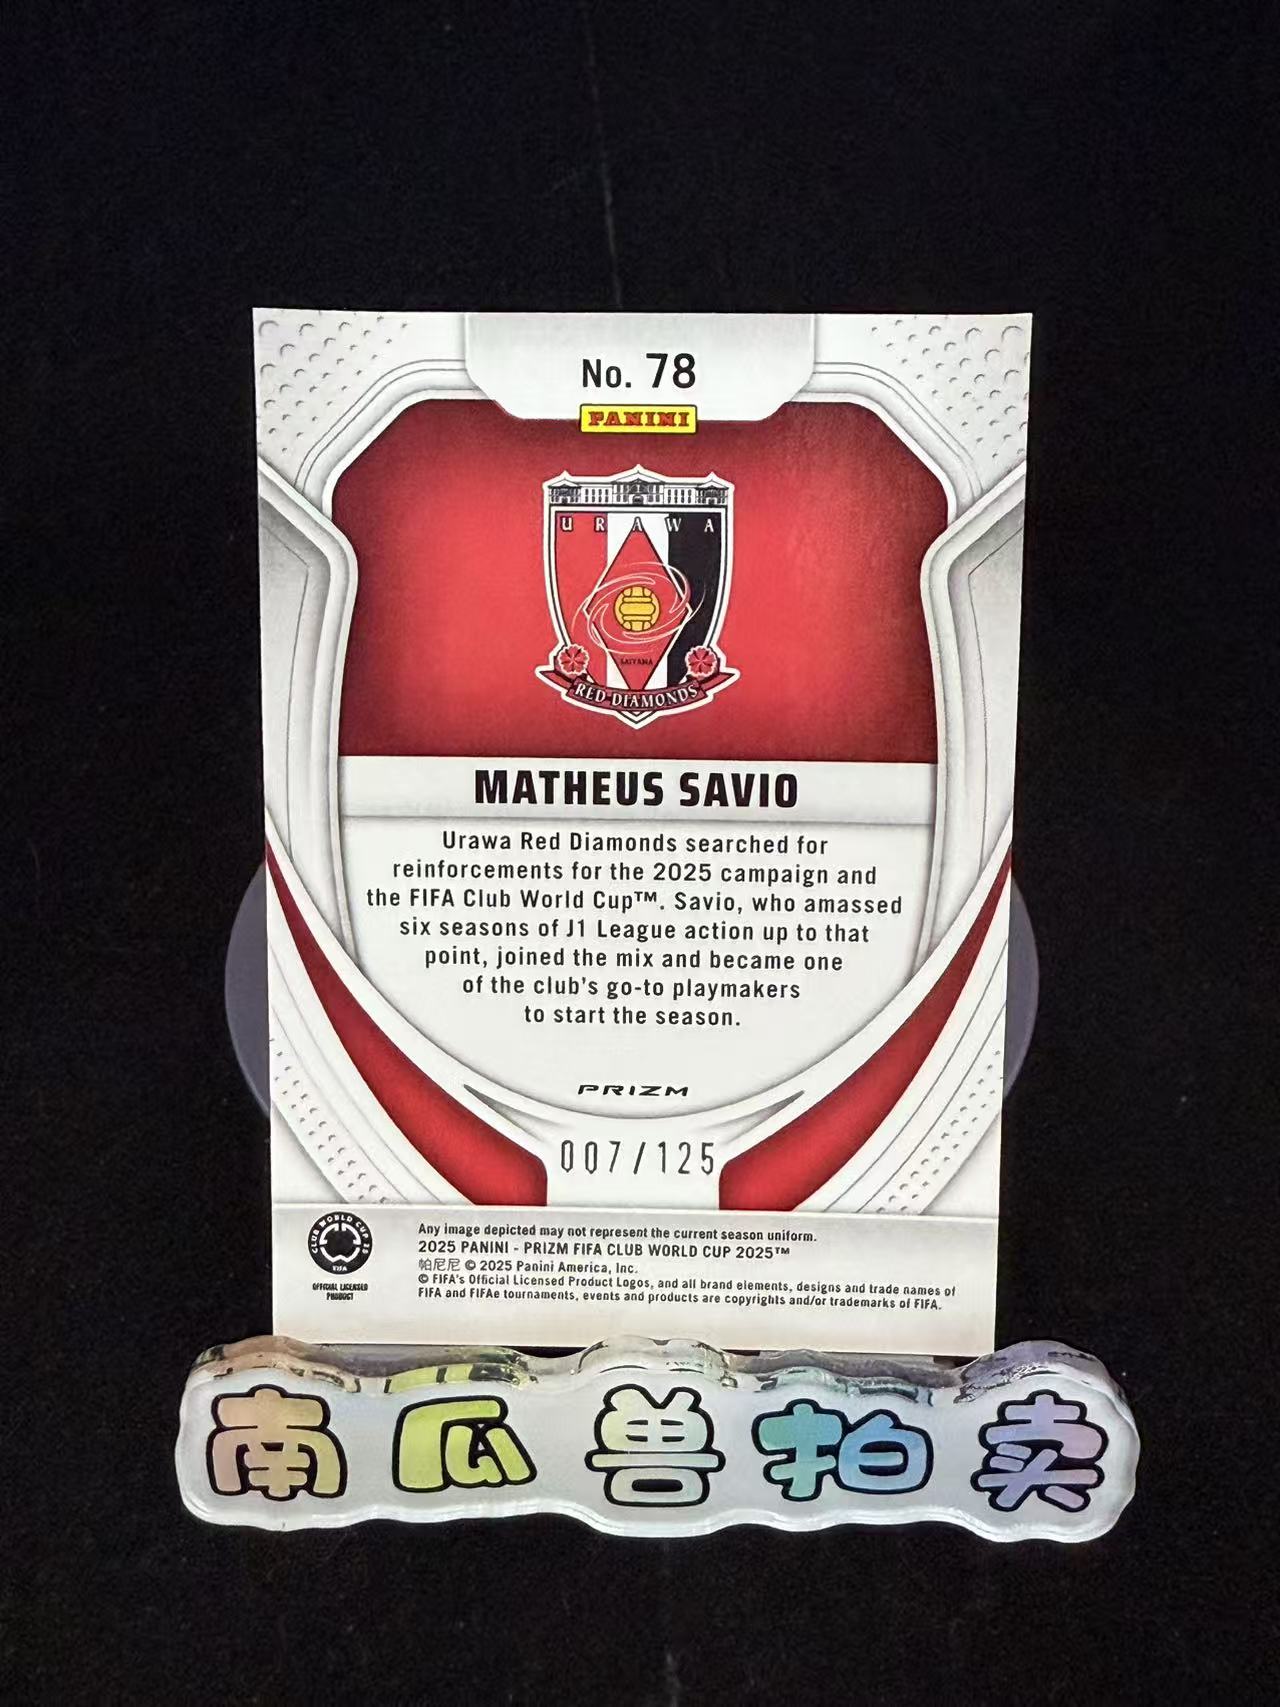 No. 78
PANINI
URAWA
SAITAMA
RED DIAMONDS
MATHEUS SAVIO
Urawa Red Diamonds searched for
reinforcements for the 2025 campaign and
the FIFA Club World Cup™. Savio, who amassed
six seasons of J1 League action up to that
point, joined the mix and became one
of the club's go-to playmakers
to start the season.
PRIZM
007/125
CLUB WORLD CUP 25
FIFA
OFFICIAL LICENSED
PRODUCT
Any image depicted may not represent the current season uniform.
2025 PANINI - PRIZM FIFA CLUB WORLD CUP 2025™
帕尼尼 © 2025 Panini America, Inc.
© FIFA's Official Licensed Product Logos, and all brand elements, designs and trade names of
FIFA and FIFAe tournaments, events and products are copyrights and/or trademarks of FIFA.
南瓜兽拍卖